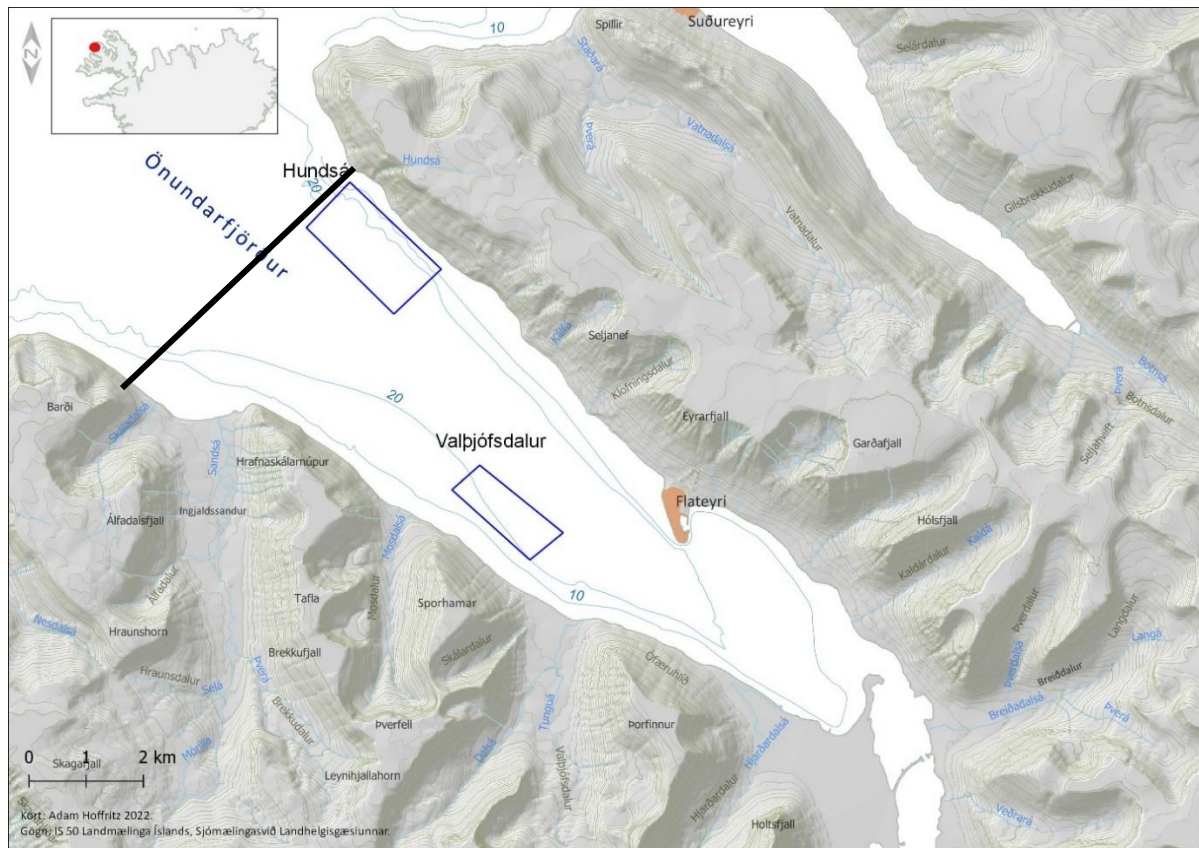 N
10
Suðureyri
Spillir
Selárdalur
Staðará
Þverá
Vatnadalsá
Hundsá
Hundsá
20
Önundarfjörður
Gilsbrekkudalur
Vatnadalur
Kálfá
Seljanef
Klofningsdalur
Botnsá
Þverá
Botnsdalur
Barði
Skáladalsá
20
Eyrarfjall
Garðafjall
Seljahvilft
Valþjófsdalur
Sandsá
Hrafnaskálarnúpur
Flateyri
Ingjaldssandur
Álfadalsfjall
Mosdalsá
Hólsfjall
Kaldá
Kaldárdalur
Álfadalur
Þverdalur
Langdalur
Tafla
Mosdalur
Sporhamar
10
Nesdalsá
Hraunshorn
Brekkufjall
Skálardalur
Langá
Þverdalsá
Breiðdalur
Hraunsdalur
Selá
Þverá
Ófæruhlíð
Breiðadalsá
Þverá
Brekkudalur
Þverfell
Dalsá
Tunguá
Þorfinnur
Hjarðardalsá
0 1 2 km
Skagafjall
Leynihjallahorn
Valþjófsdalur
Hjarðardalur
Holtsfjall
Veðrará
Kort: Adam Hoffritz 2022.
Gögn: IS 50 Landmælinga Íslands, Sjómælingasvið Landhelgisgæslunnar.